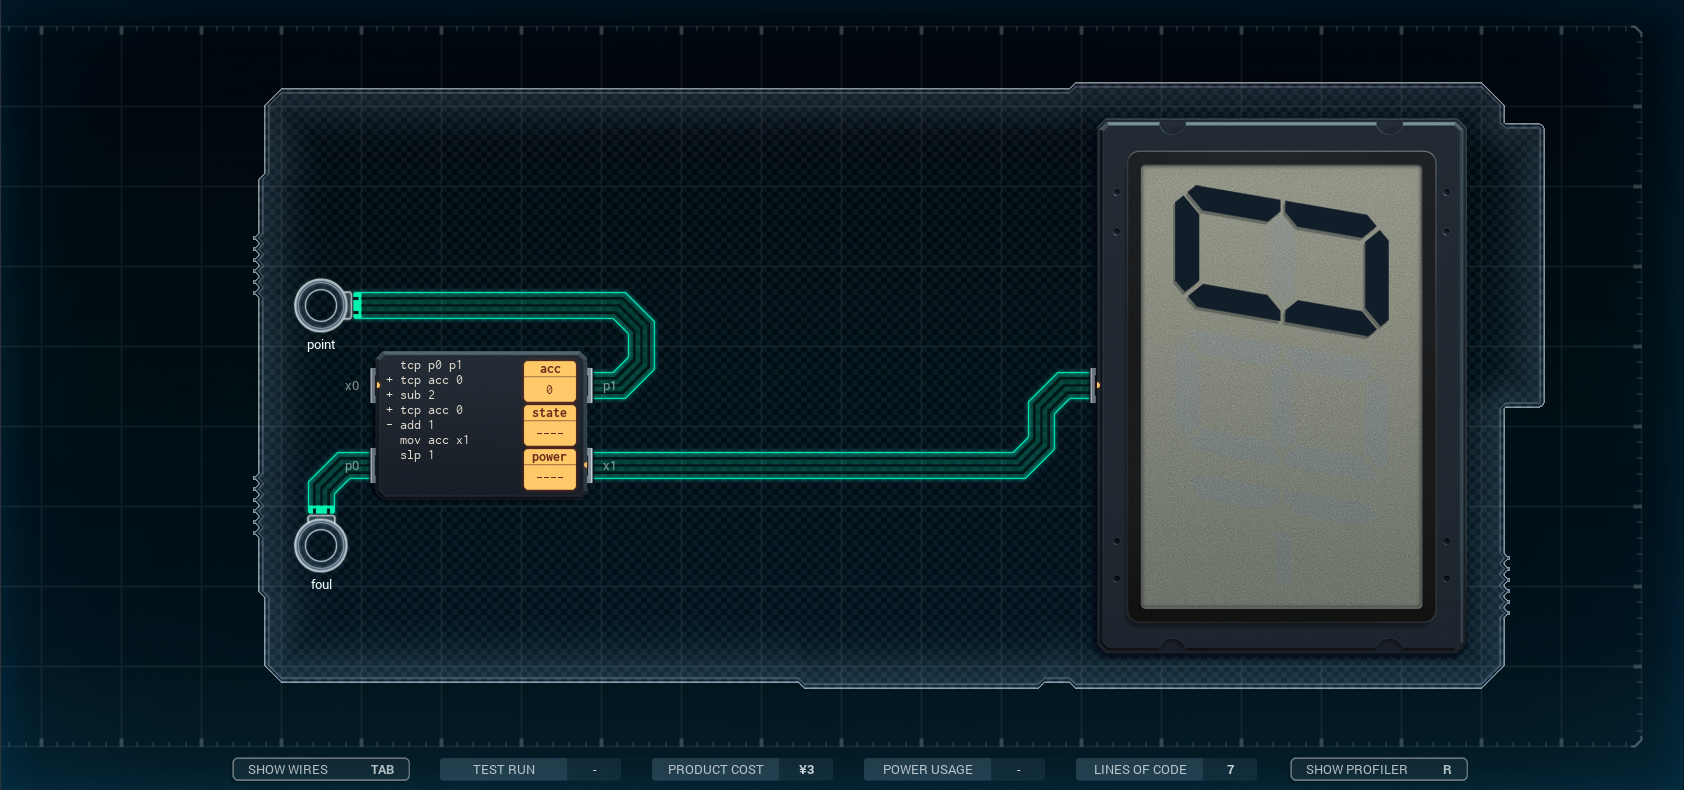 point
x0
tcp p0 p1
+ tcp acc 0
+ sub 2
+ tcp acc 0
- add 1
mov acc x1
slp 1
acc
0
state
----
power
----
p1
p0
x1
foul
SHOW WIRES TAB
TEST RUN -
PRODUCT COST ¥3
POWER USAGE -
LINES OF CODE 7
SHOW PROFILER R